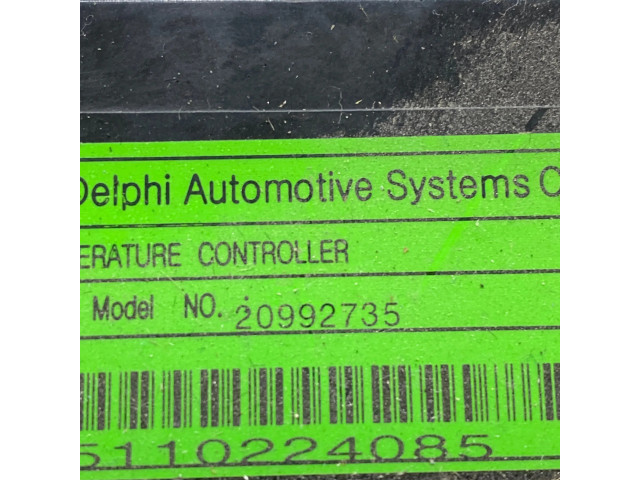 Delphi Automotive Systems C
ERATURE CONTROLLER
Model NO. : 20992735
5110224085